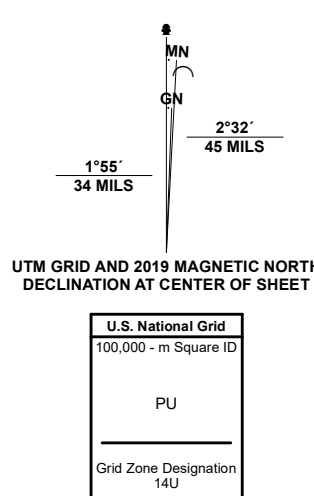 MN
GN
2°32´
45 MILS
1°55´
34 MILS
UTM GRID AND 2019 MAGNETIC NORTH
DECLINATION AT CENTER OF SHEET
U.S. National Grid
100,000 - m Square ID
PU
Grid Zone Designation
14U